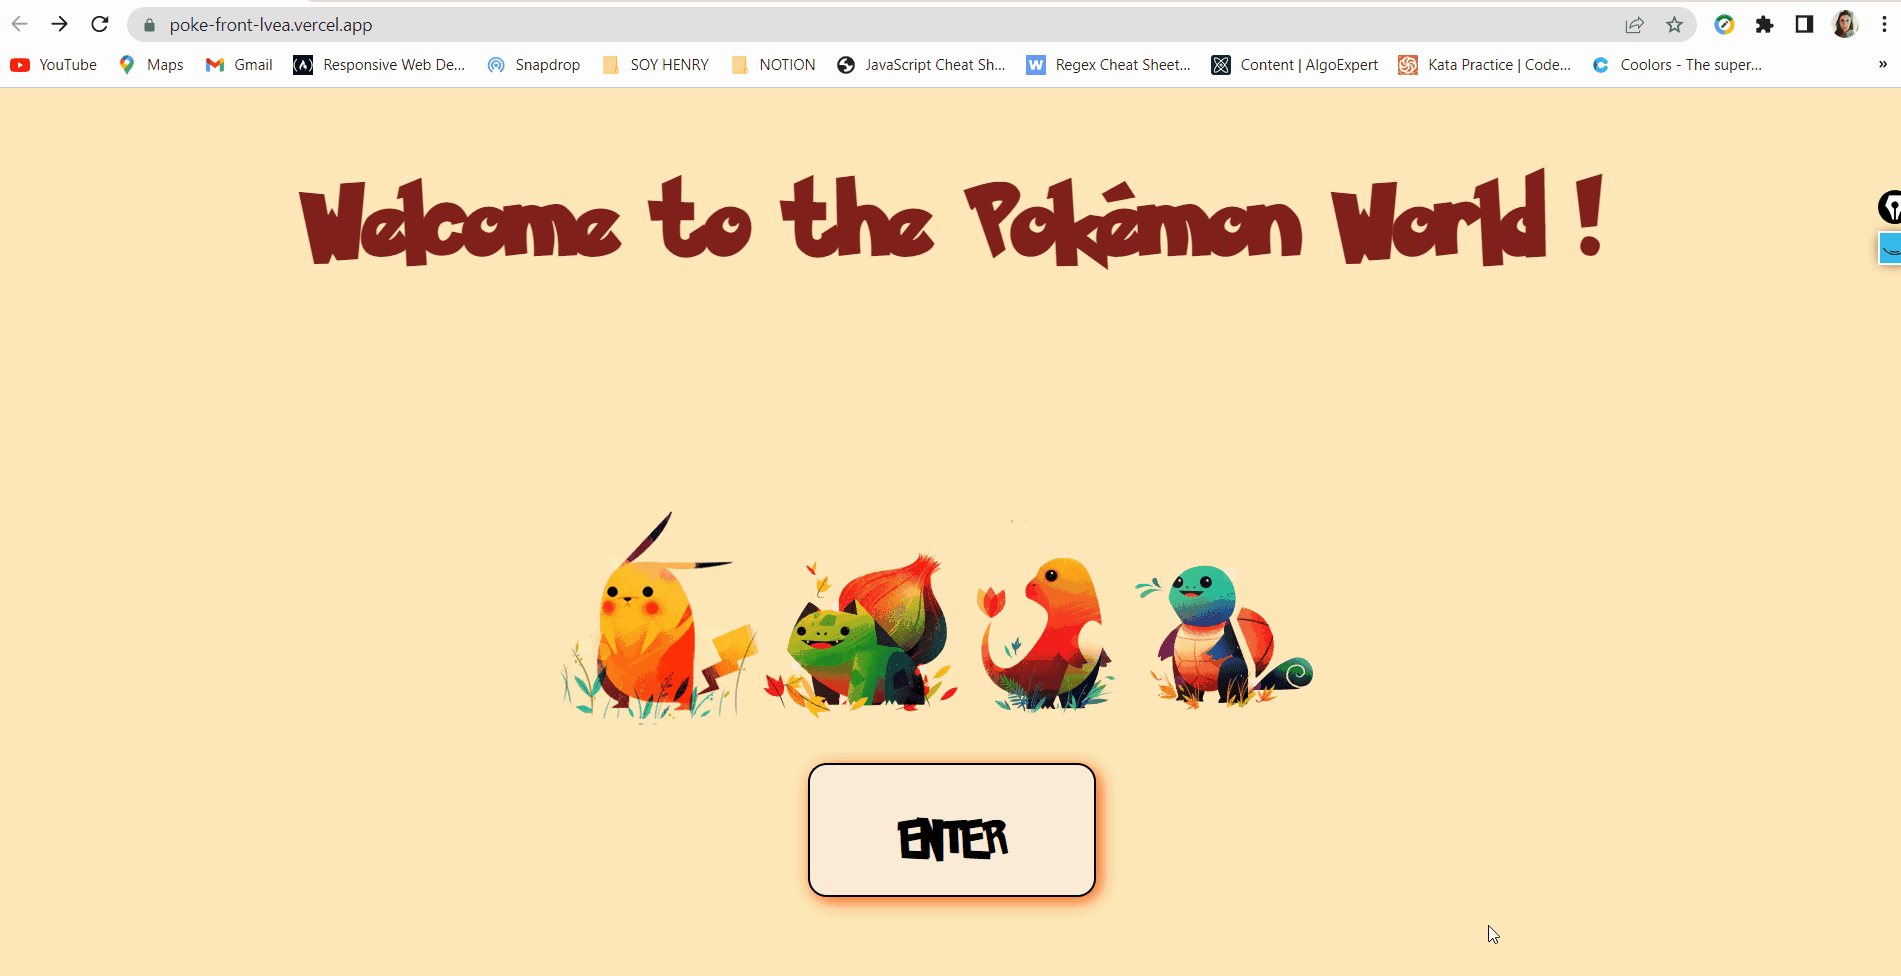 poke-front-lvea.vercel.app
YouTube Maps Gmail Responsive Web De... Snapdrop SOY HENRY NOTION JavaScript Cheat Sh... Regex Cheat Sheet... Content | AlgoExpert Kata Practice | Code... Coolors - The super... »
Welcome to the Pokémon World !
ENTER